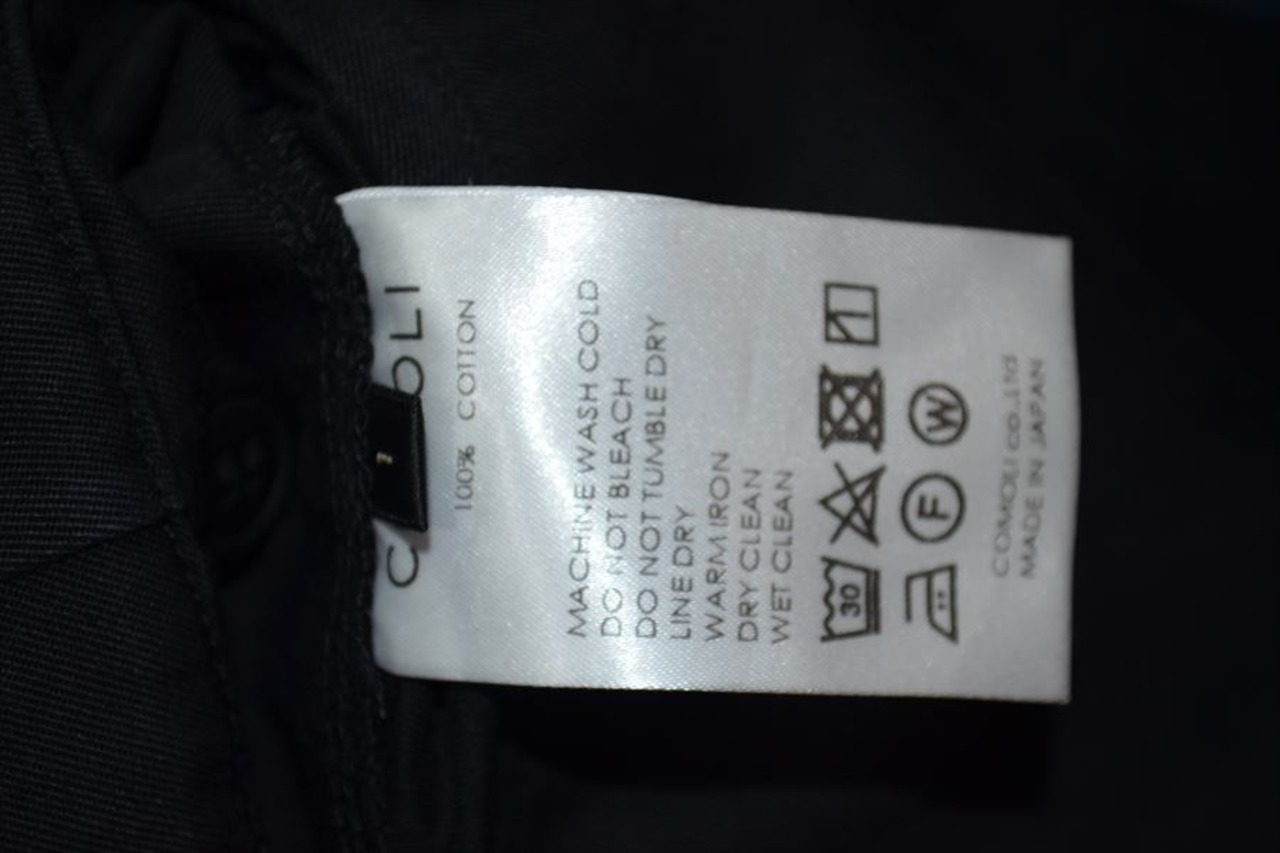 C OLI
100% COTTON
MACHINE WASH COLD
DO NOT BLEACH
DO NOT TUMBLE DRY
LINE DRY
WARM IRON
DRY CLEAN
WET CLEAN
30
F W
COMOLI co.,ltd
MADE IN JAPAN